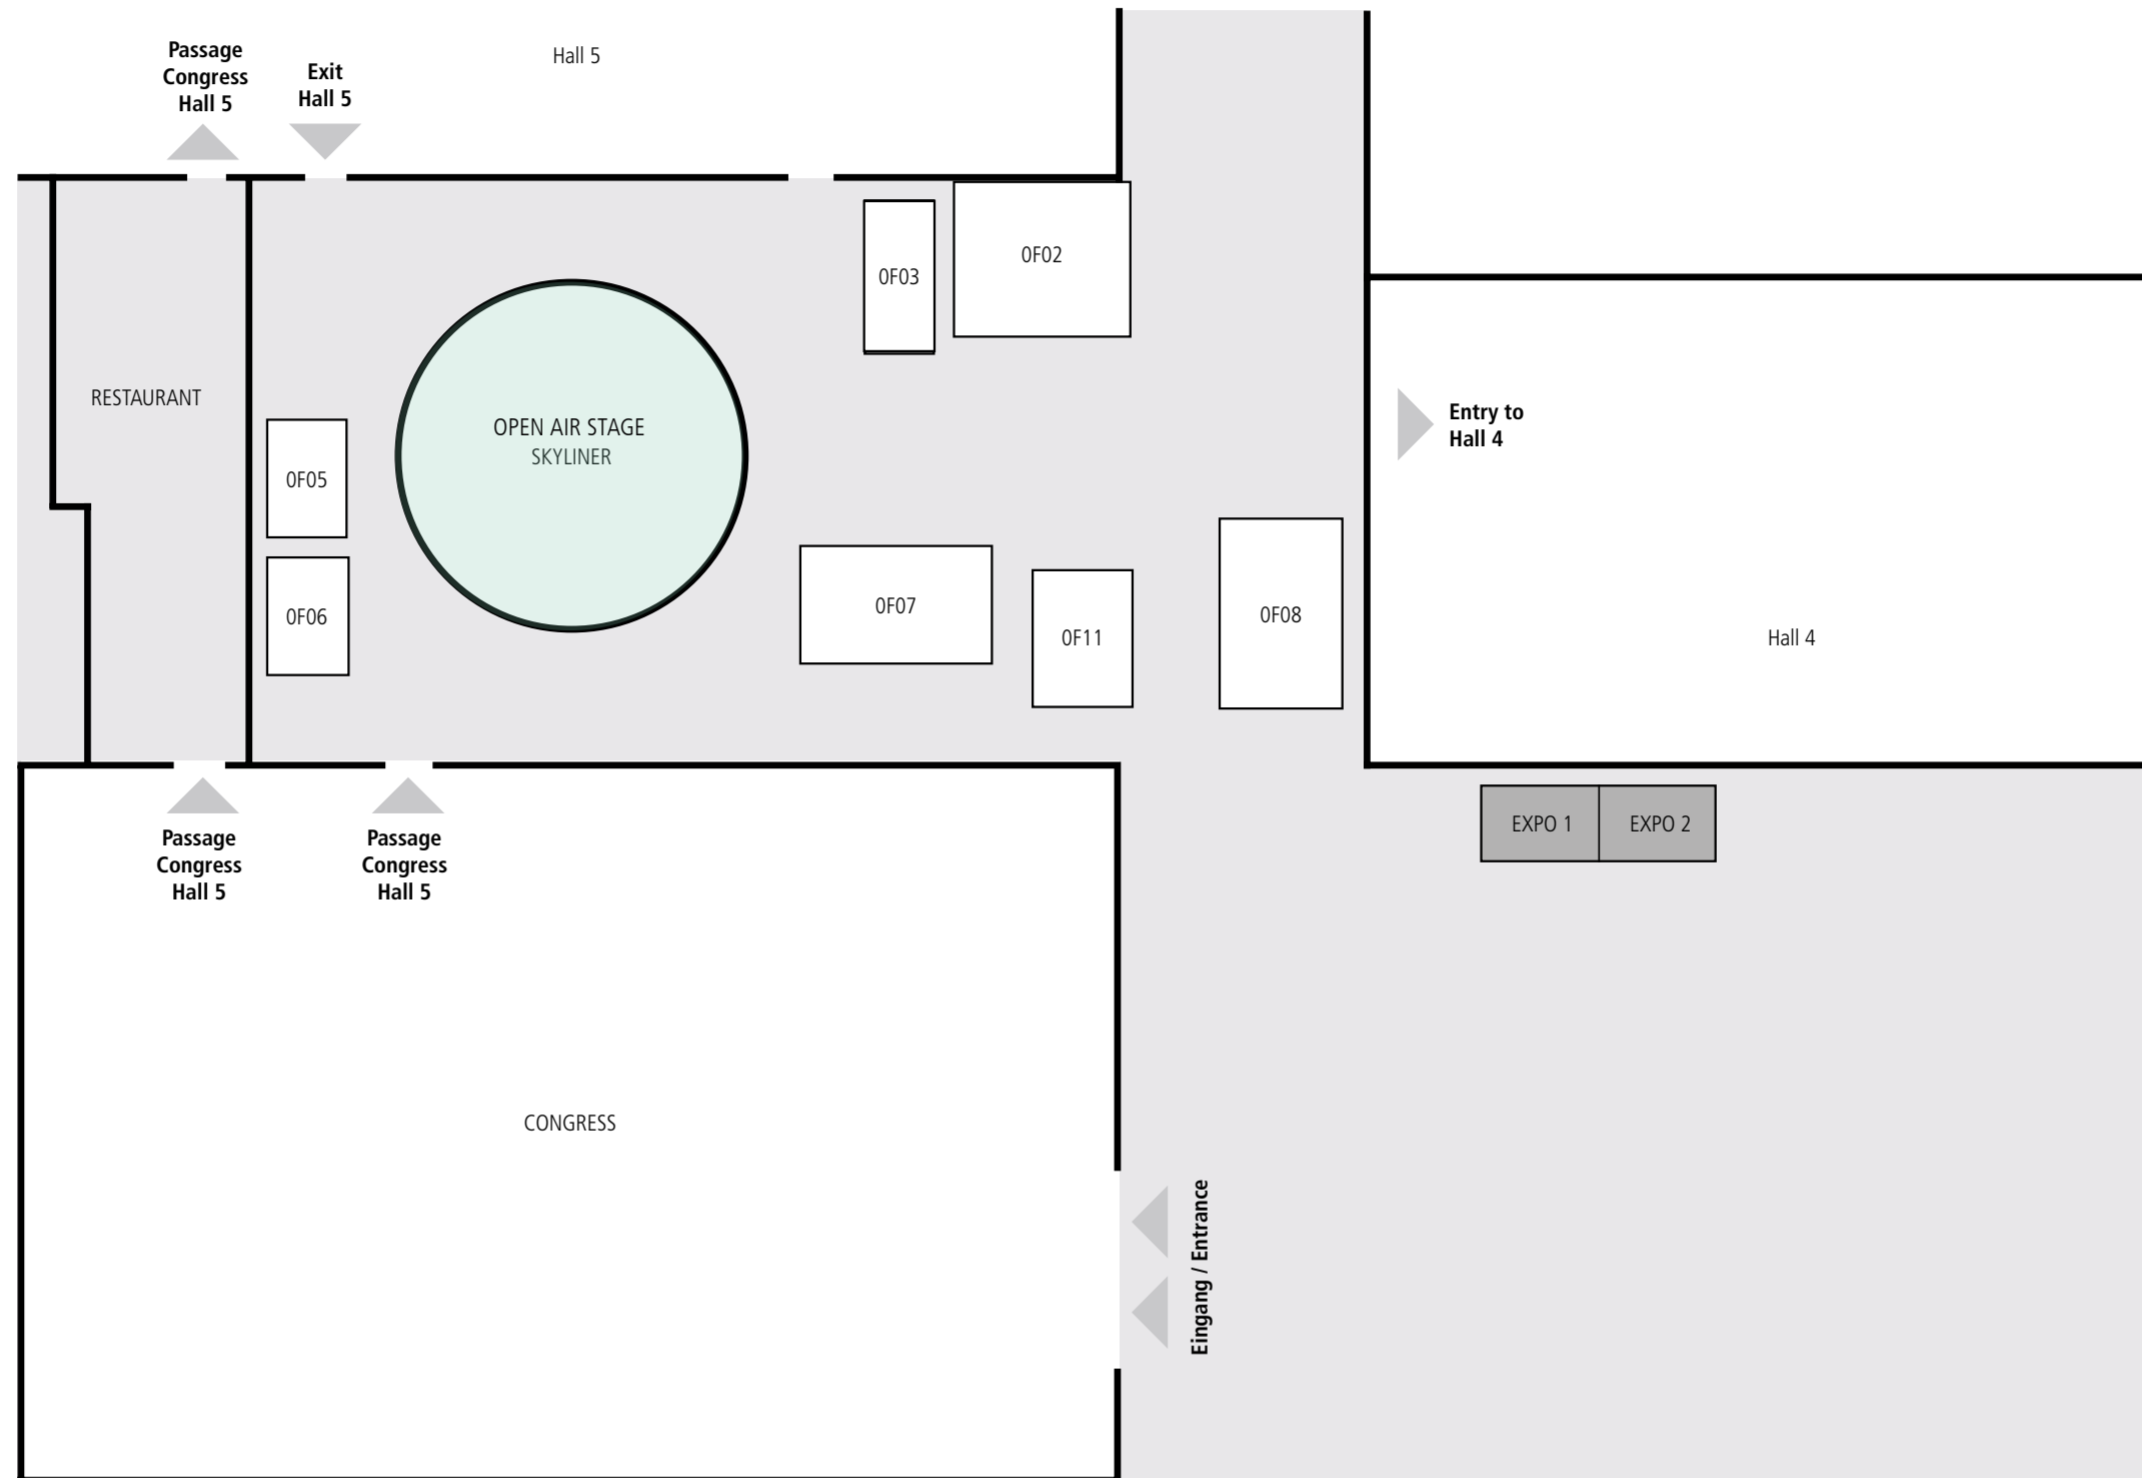 Passage
Congress
Hall 5
Exit
Hall 5
Hall 5
0F03
0F02
RESTAURANT
OPEN AIR STAGE
SKYLINER
Entry to
Hall 4
0F05
0F06
0F07
0F11
0F08
Hall 4
EXPO 1
EXPO 2
Passage
Congress
Hall 5
Passage
Congress
Hall 5
CONGRESS
Eingang / Entrance